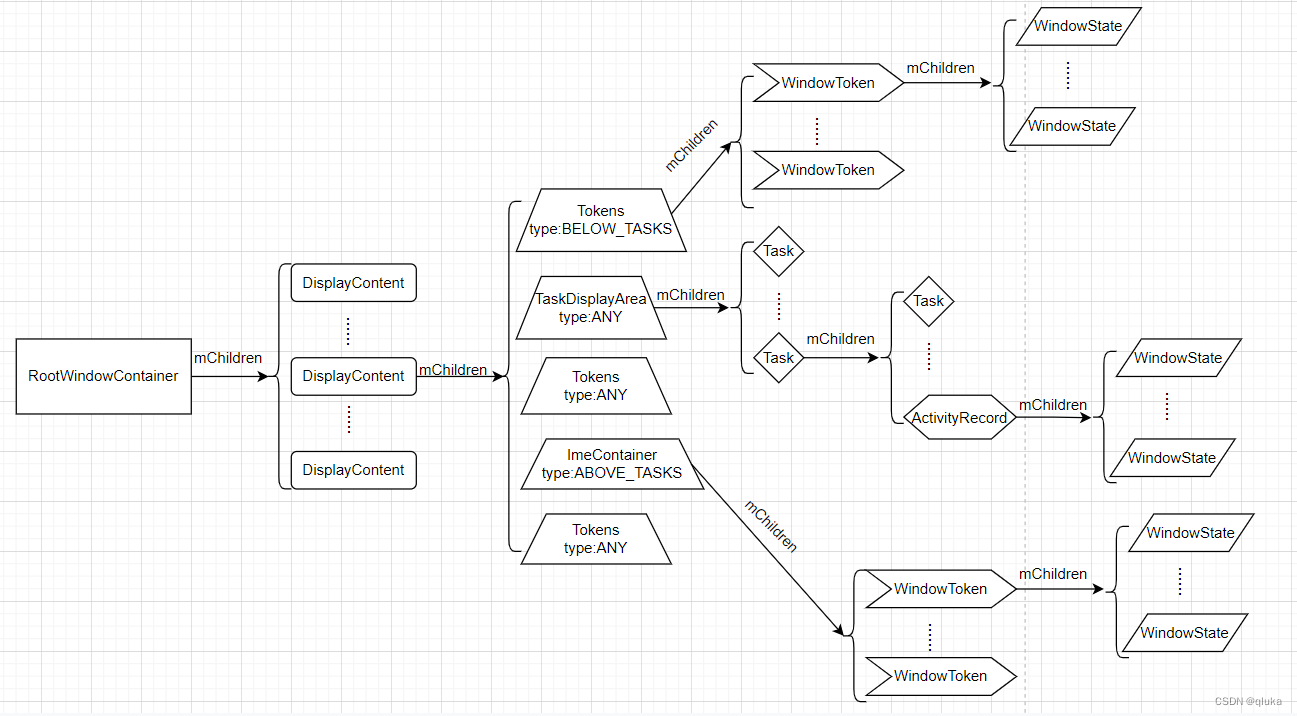 RootWindowContainer
mChildren
DisplayContent
DisplayContent
DisplayContent
mChildren
Tokens
type:BELOW_TASKS
TaskDisplayArea
type:ANY
Tokens
type:ANY
ImeContainer
type:ABOVE_TASKS
Tokens
type:ANY
mChildren
WindowToken
WindowToken
mChildren
WindowState
WindowState
mChildren
Task
Task
mChildren
Task
ActivityRecord
mChildren
WindowState
WindowState
mChildren
WindowToken
WindowToken
mChildren
WindowState
WindowState
CSDN @qluka